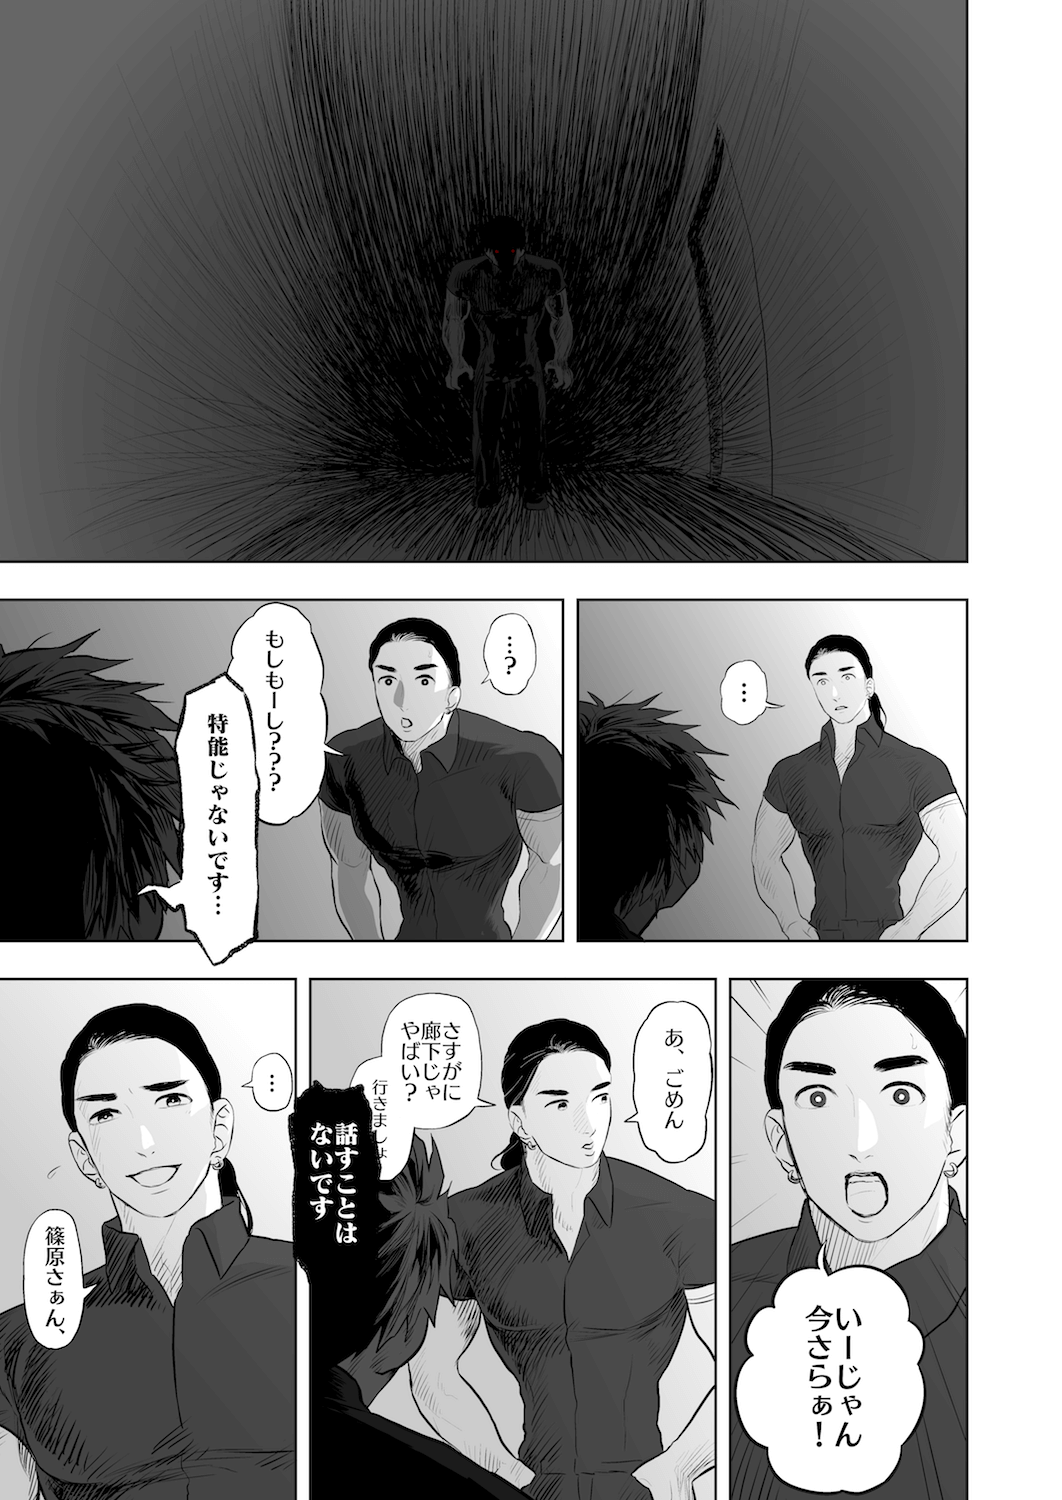 …
…?
もしもーし???
特能じゃないです…
いーじゃん
今さらぁ!
あ、ごめん
さすがに
廊下じゃ
やばい?
行きましょ
話すことは
ないです
…
篠原さぁん、